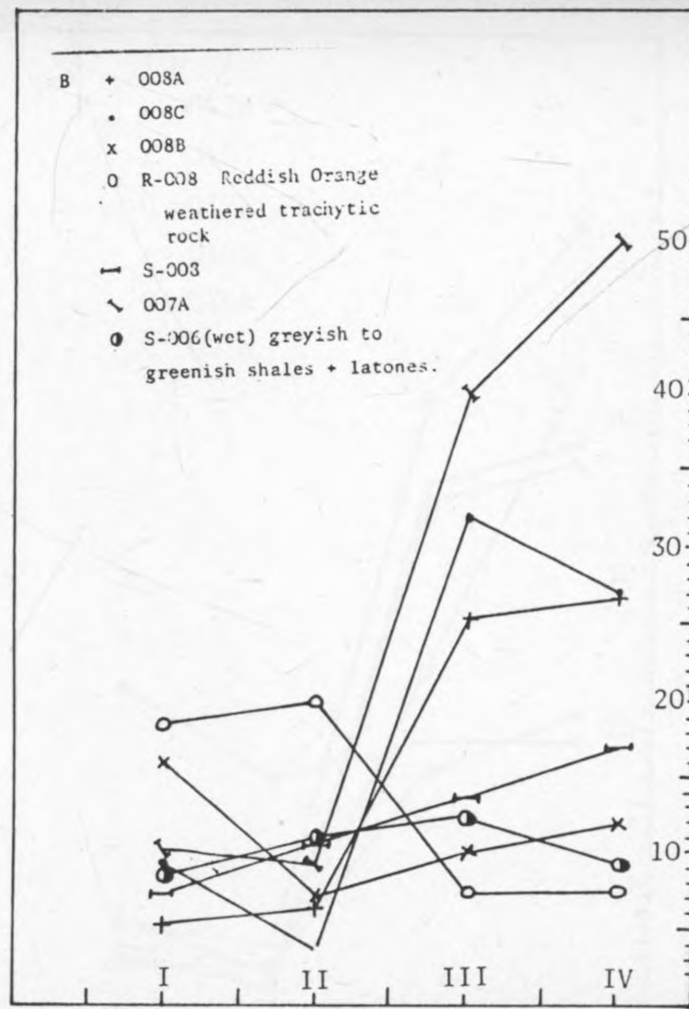 B + 008A
• 008C
x 008B
O R-008 Reddish Orange
weathered trachytic
rock
S-003
007A
S-006(wet) greyish to
greenish shales + latones.
50
40
30
20
10
I II III IV